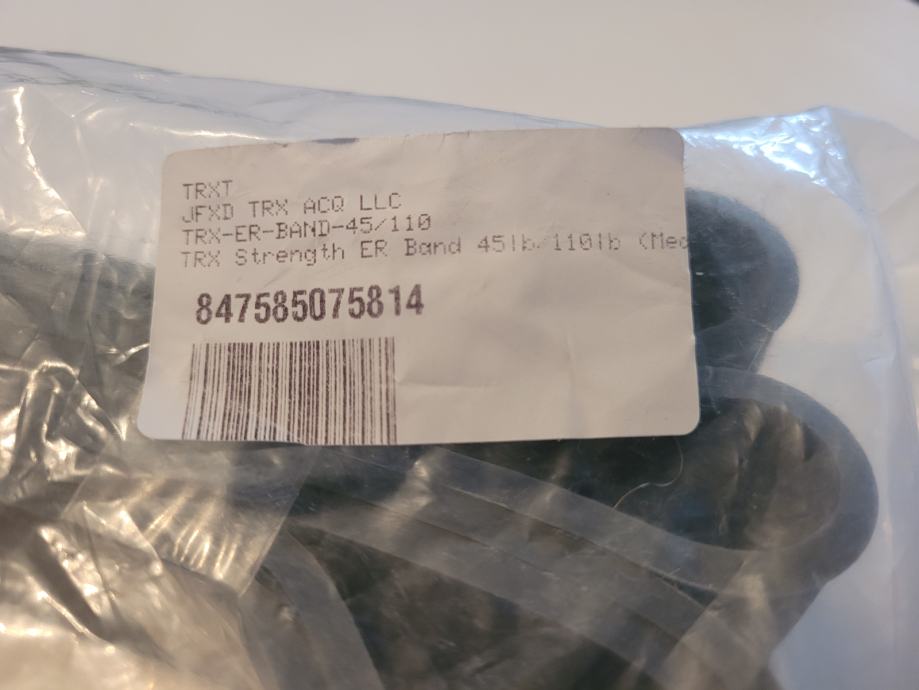 TRXT
JFXD TRX ACQ LLC
TRX-ER-BAND-45/110
TRX Strength ER Band 45lb/110lb (Med
847585075814